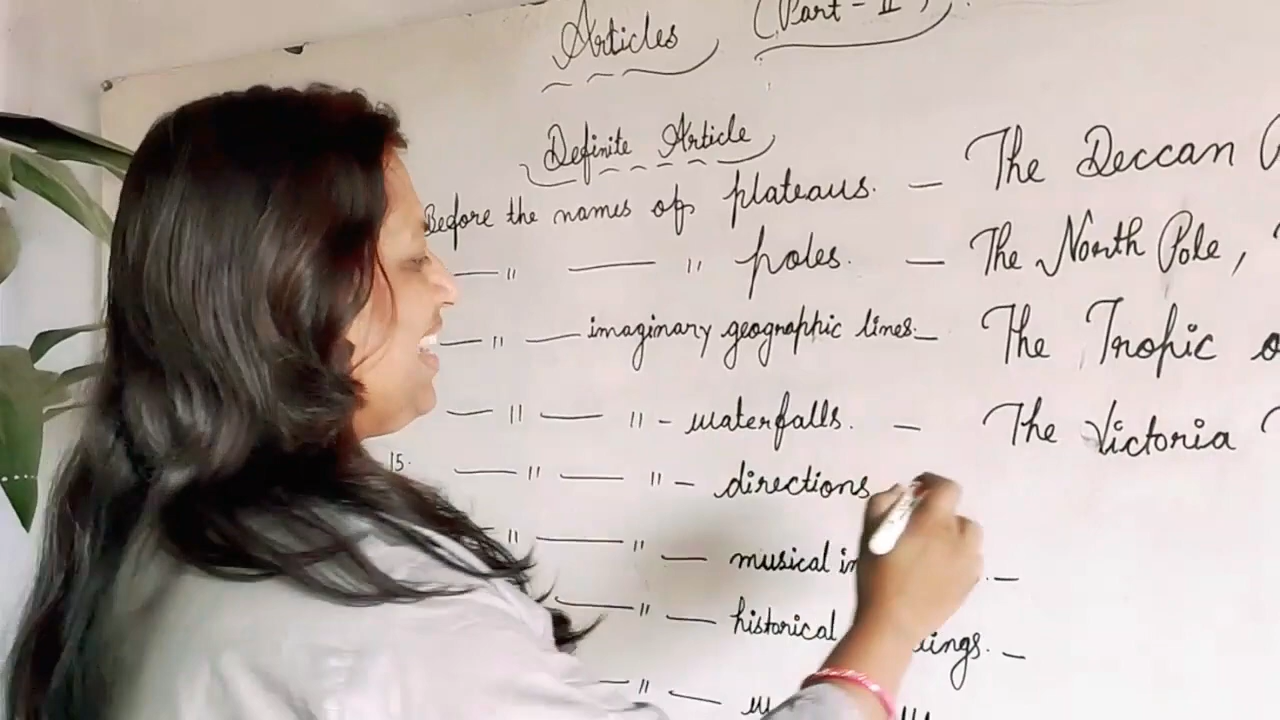 Articles (Part - II).
Definite Article
Before the names of plateaus. - The Deccan
— " — " poles. - The North Pole,
— " — imaginary geographic lines. - The Tropic
— " — " - waterfalls. - The Victoria
15. — " — " - directions
" — " — musical
— " — historical
" —